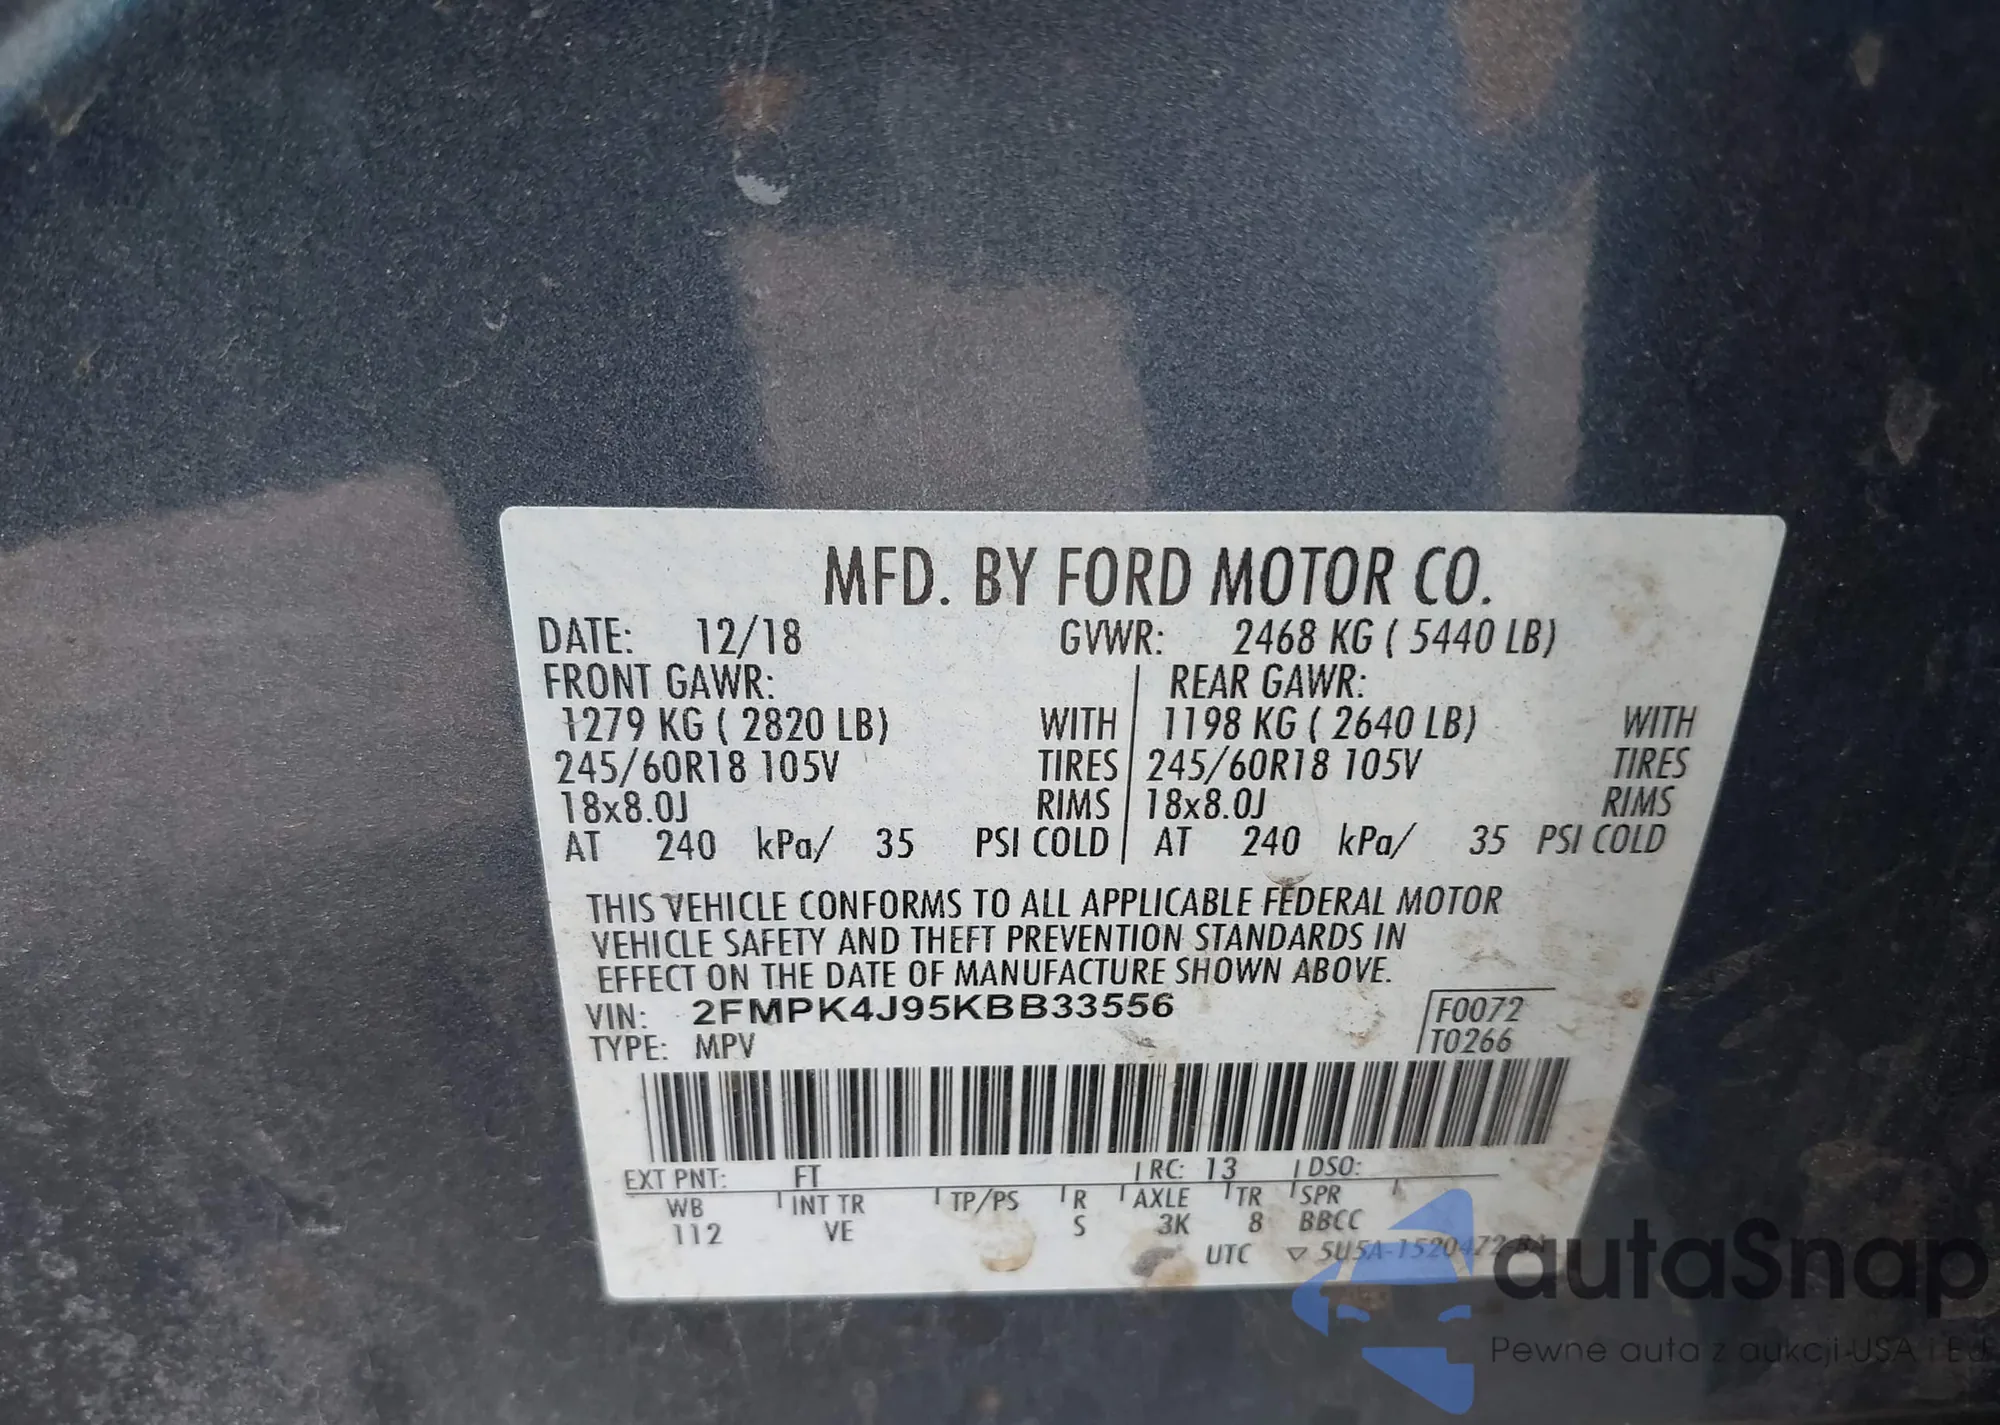 MFD. BY FORD MOTOR CO.
DATE: 12/18 GVWR: 2468 KG ( 5440 LB)
FRONT GAWR: REAR GAWR:
1279 KG ( 2820 LB) WITH 1198 KG ( 2640 LB) WITH
245/60R18 105V TIRES 245/60R18 105V TIRES
18x8.0J RIMS 18x8.0J RIMS
AT 240 kPa/ 35 PSI COLD AT 240 kPa/ 35 PSI COLD
THIS VEHICLE CONFORMS TO ALL APPLICABLE FEDERAL MOTOR
VEHICLE SAFETY AND THEFT PREVENTION STANDARDS IN
EFFECT ON THE DATE OF MANUFACTURE SHOWN ABOVE.
VIN: 2FMPK4J95KBB33556 F0072
TYPE: MPV T0266
EXT PNT: FT RC: 13 DSO:
WB INT TR TP/PS R AXLE TR SPR
112 VE S 3K 8 BBCC
UTC ▽ 5U5A-1520472-
autaSnap
Pewne auta z aukcji USA i